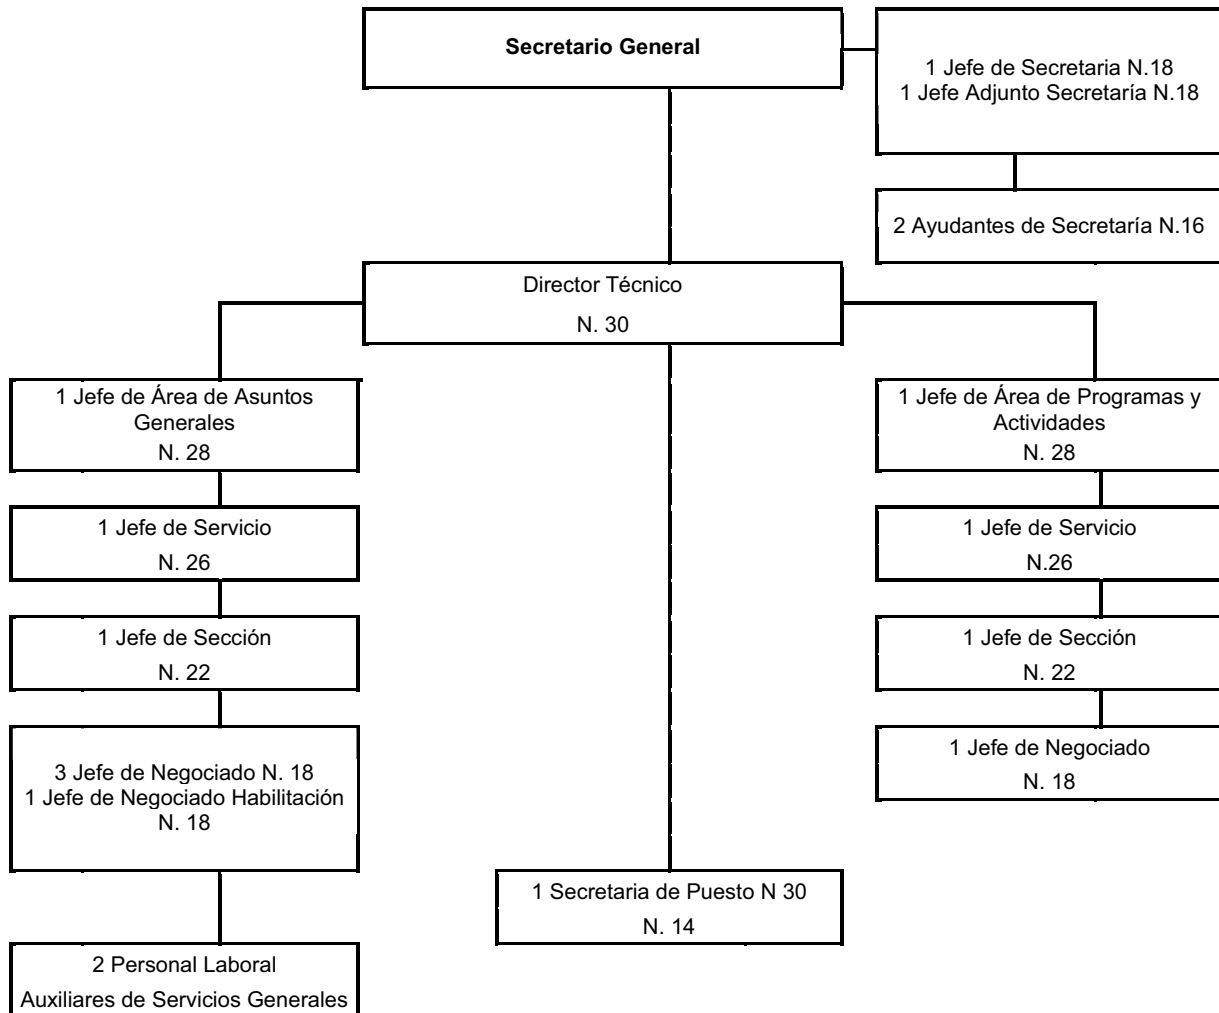 Secretario General
1 Jefe de Secretaria N.18
1 Jefe Adjunto Secretaría N.18
2 Ayudantes de Secretaría N.16
Director Técnico
N. 30
1 Jefe de Área de Asuntos
Generales
N. 28
1 Jefe de Servicio
N. 26
1 Jefe de Sección
N. 22
3 Jefe de Negociado N. 18
1 Jefe de Negociado Habilitación
N. 18
2 Personal Laboral
Auxiliares de Servicios Generales
1 Secretaria de Puesto N 30
N. 14
1 Jefe de Área de Programas y
Actividades
N. 28
1 Jefe de Servicio
N.26
1 Jefe de Sección
N. 22
1 Jefe de Negociado
N. 18